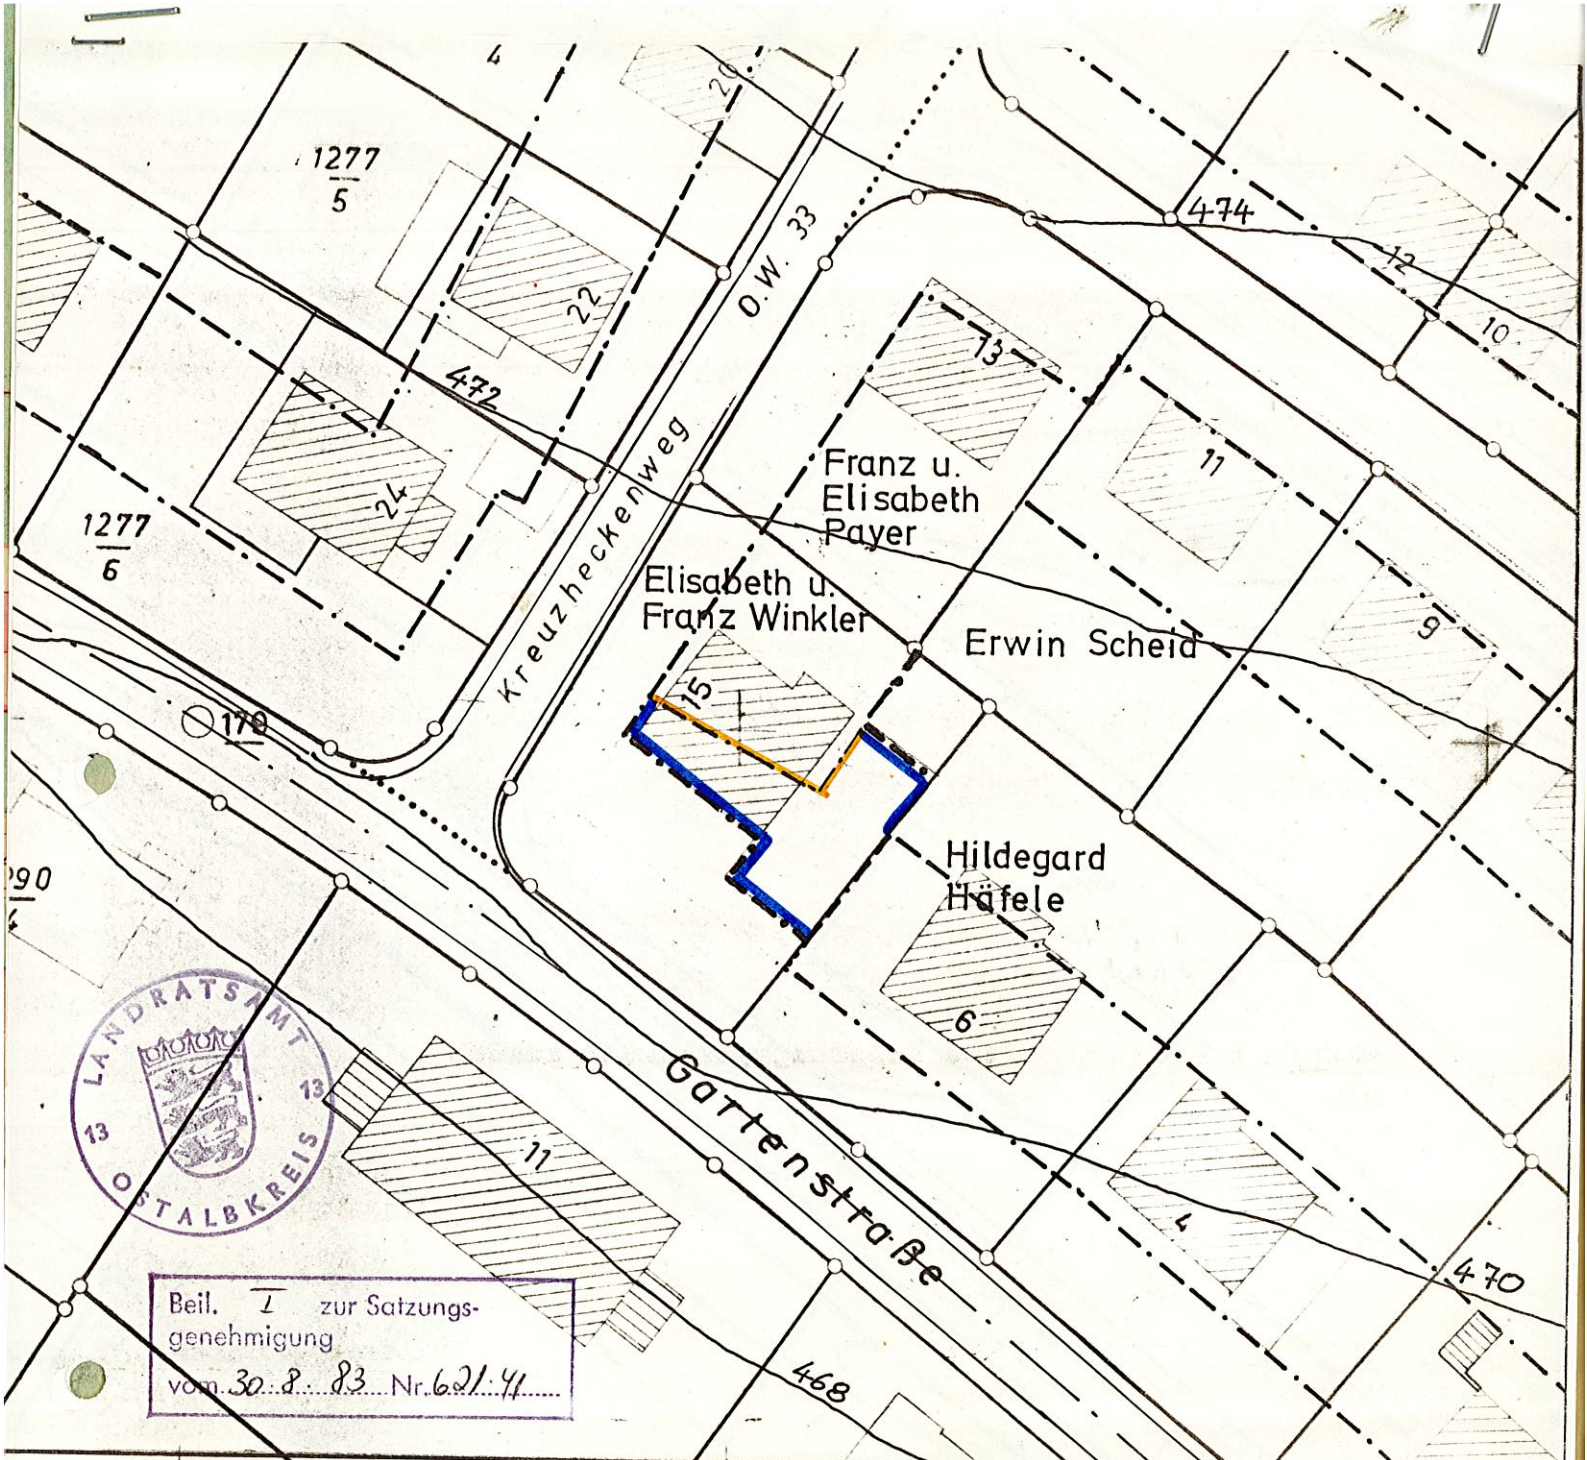 4
20
1277
5
474
O.W. 33
12
10
22
13
472
11
Franz u.
Elisabeth
Payer
24
1277
6
Kreuzheckenweg
Elisabeth u.
Franz Winkler
9
Erwin Scheid
15
170
Hildegard
Häfele
90
4
6
Gartenstraße
LANDRATSAMT
13 13
OSTALBKREIS
11
4
470
Beil. I zur Satzungs-
genehmigung
vom 30.8.83 Nr. 621.41
468